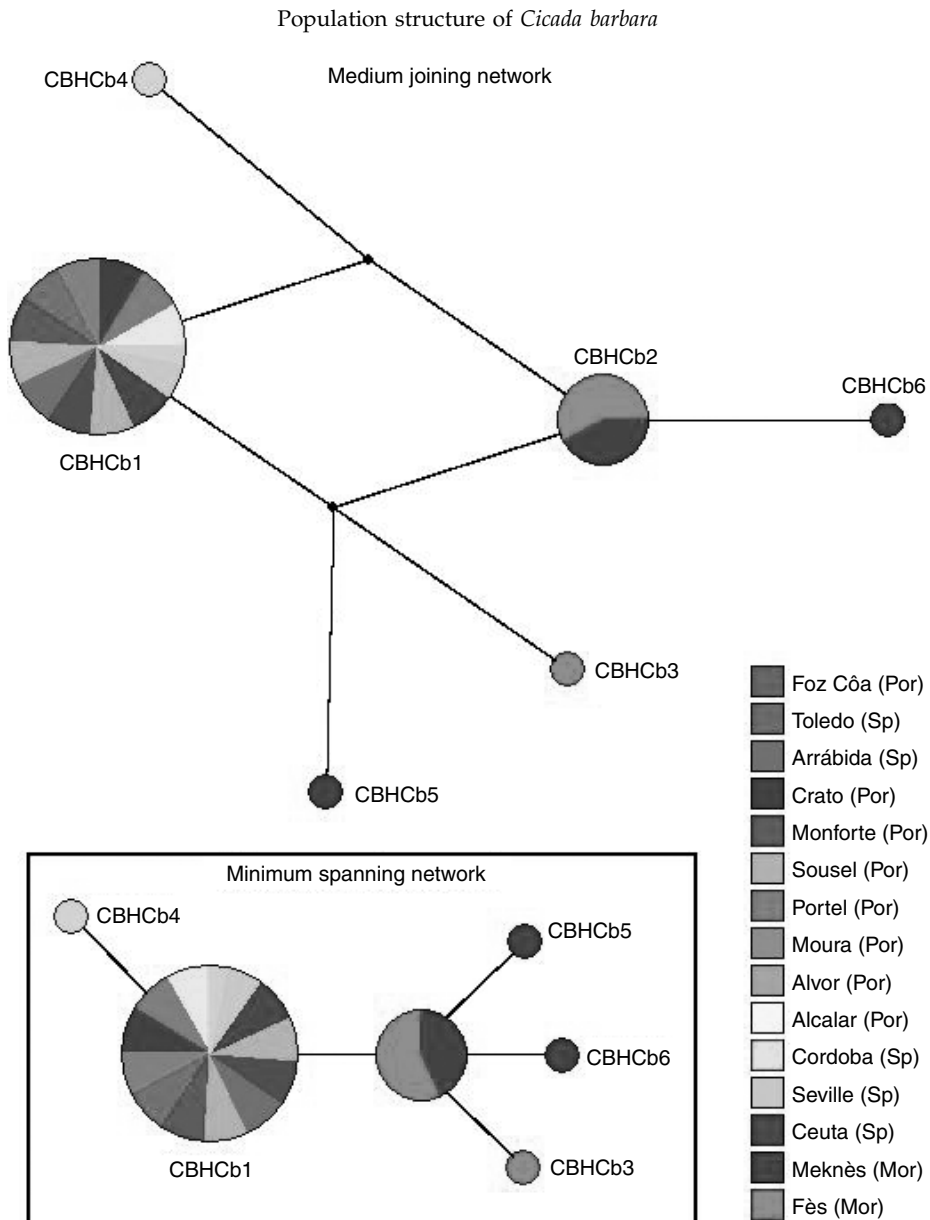 Population structure of Cicada barbara
Medium joining network
CBHCb4
CBHCb1
CBHCb2
CBHCb6
CBHCb3
CBHCb5
Foz Côa (Por)
Toledo (Sp)
Arrábida (Sp)
Crato (Por)
Monforte (Por)
Sousel (Por)
Portel (Por)
Moura (Por)
Alvor (Por)
Alcalar (Por)
Cordoba (Sp)
Seville (Sp)
Ceuta (Sp)
Meknès (Mor)
Fès (Mor)
Minimum spanning network
CBHCb4
CBHCb1
CBHCb5
CBHCb6
CBHCb3